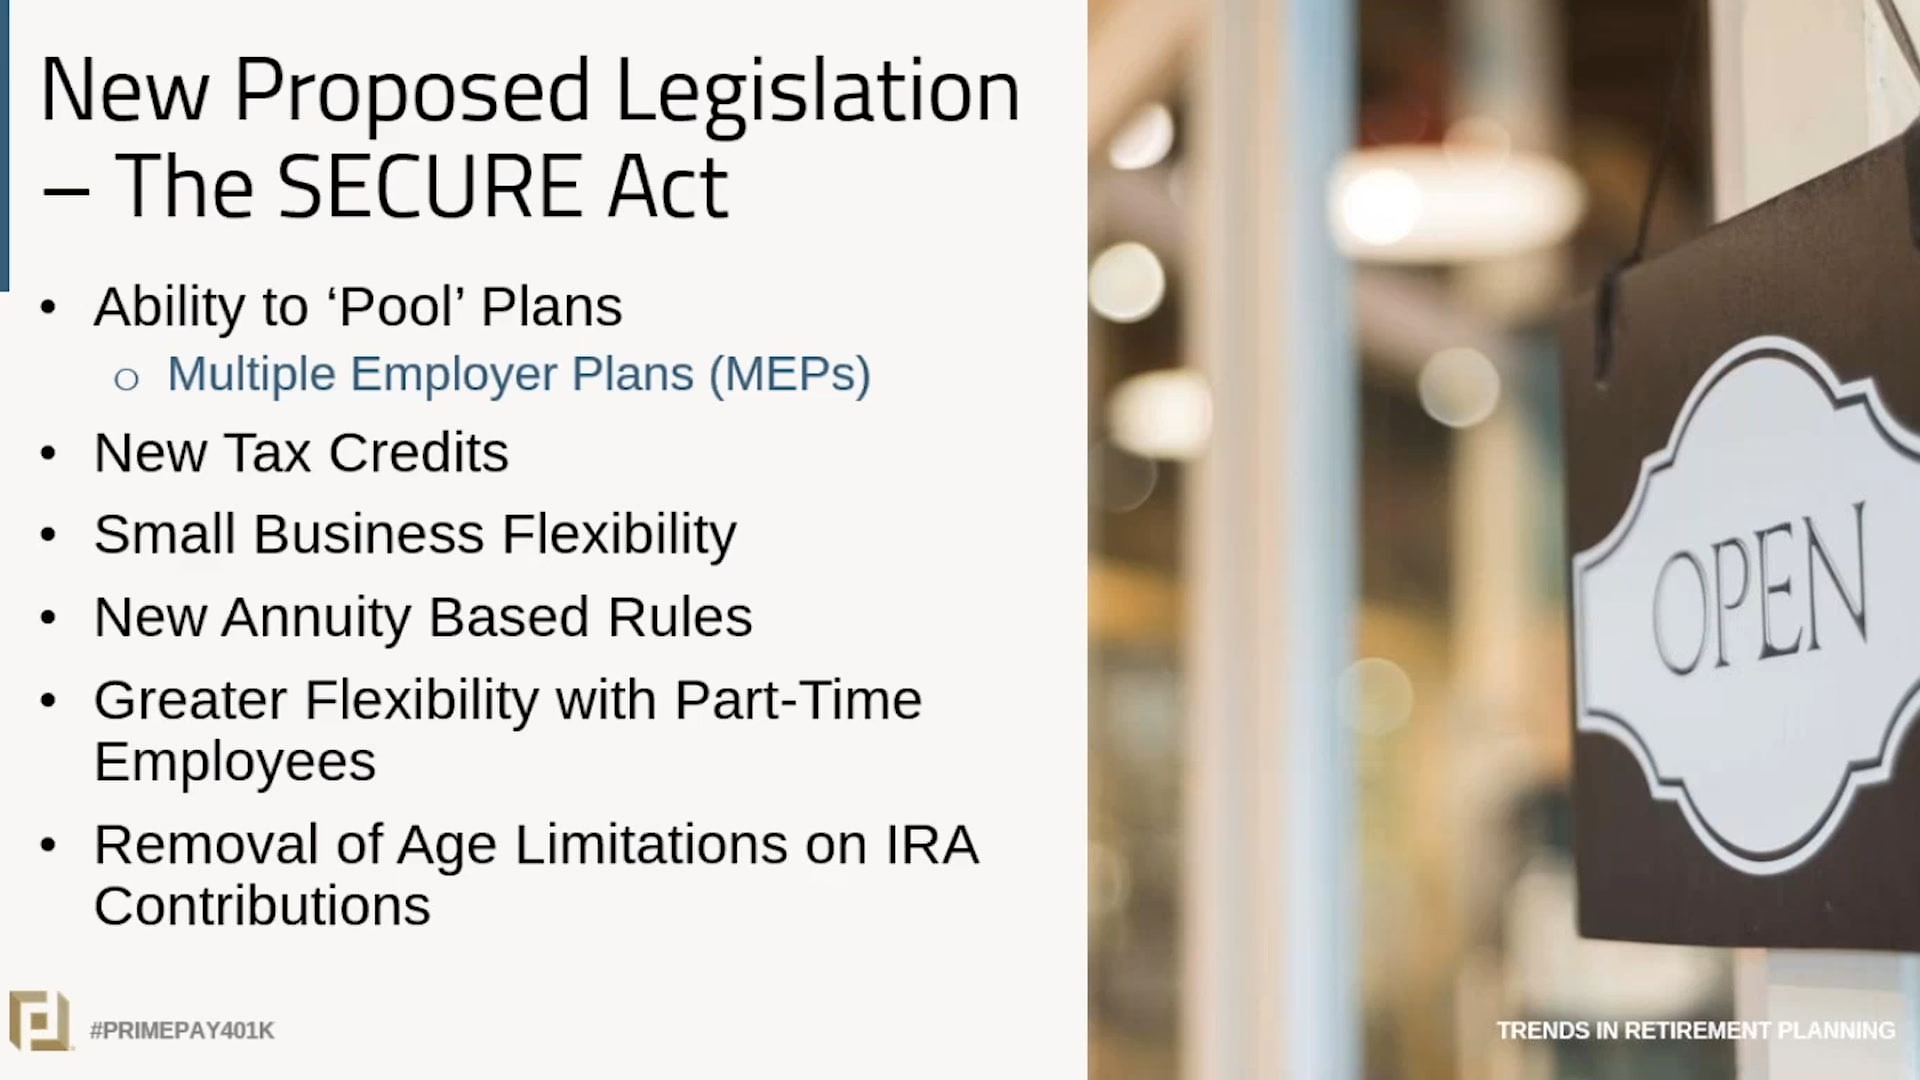 New Proposed Legislation
– The SECURE Act
• Ability to ‘Pool’ Plans
○ Multiple Employer Plans (MEPs)
• New Tax Credits
• Small Business Flexibility
• New Annuity Based Rules
• Greater Flexibility with Part-Time
Employees
• Removal of Age Limitations on IRA
Contributions
OPEN
#PRIMEPAY401K
TRENDS IN RETIREMENT PLANNING